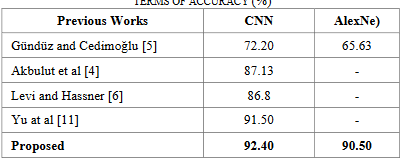 TERMS OF ACCURACY (%)
Previous Works CNN AlexNe)
Gündüz and Cedimoğlu [5] 72.20 65.63
Akbulut et al [4] 87.13 -
Levi and Hassner [6] 86.8 -
Yu at al [11] 91.50 -
Proposed 92.40 90.50